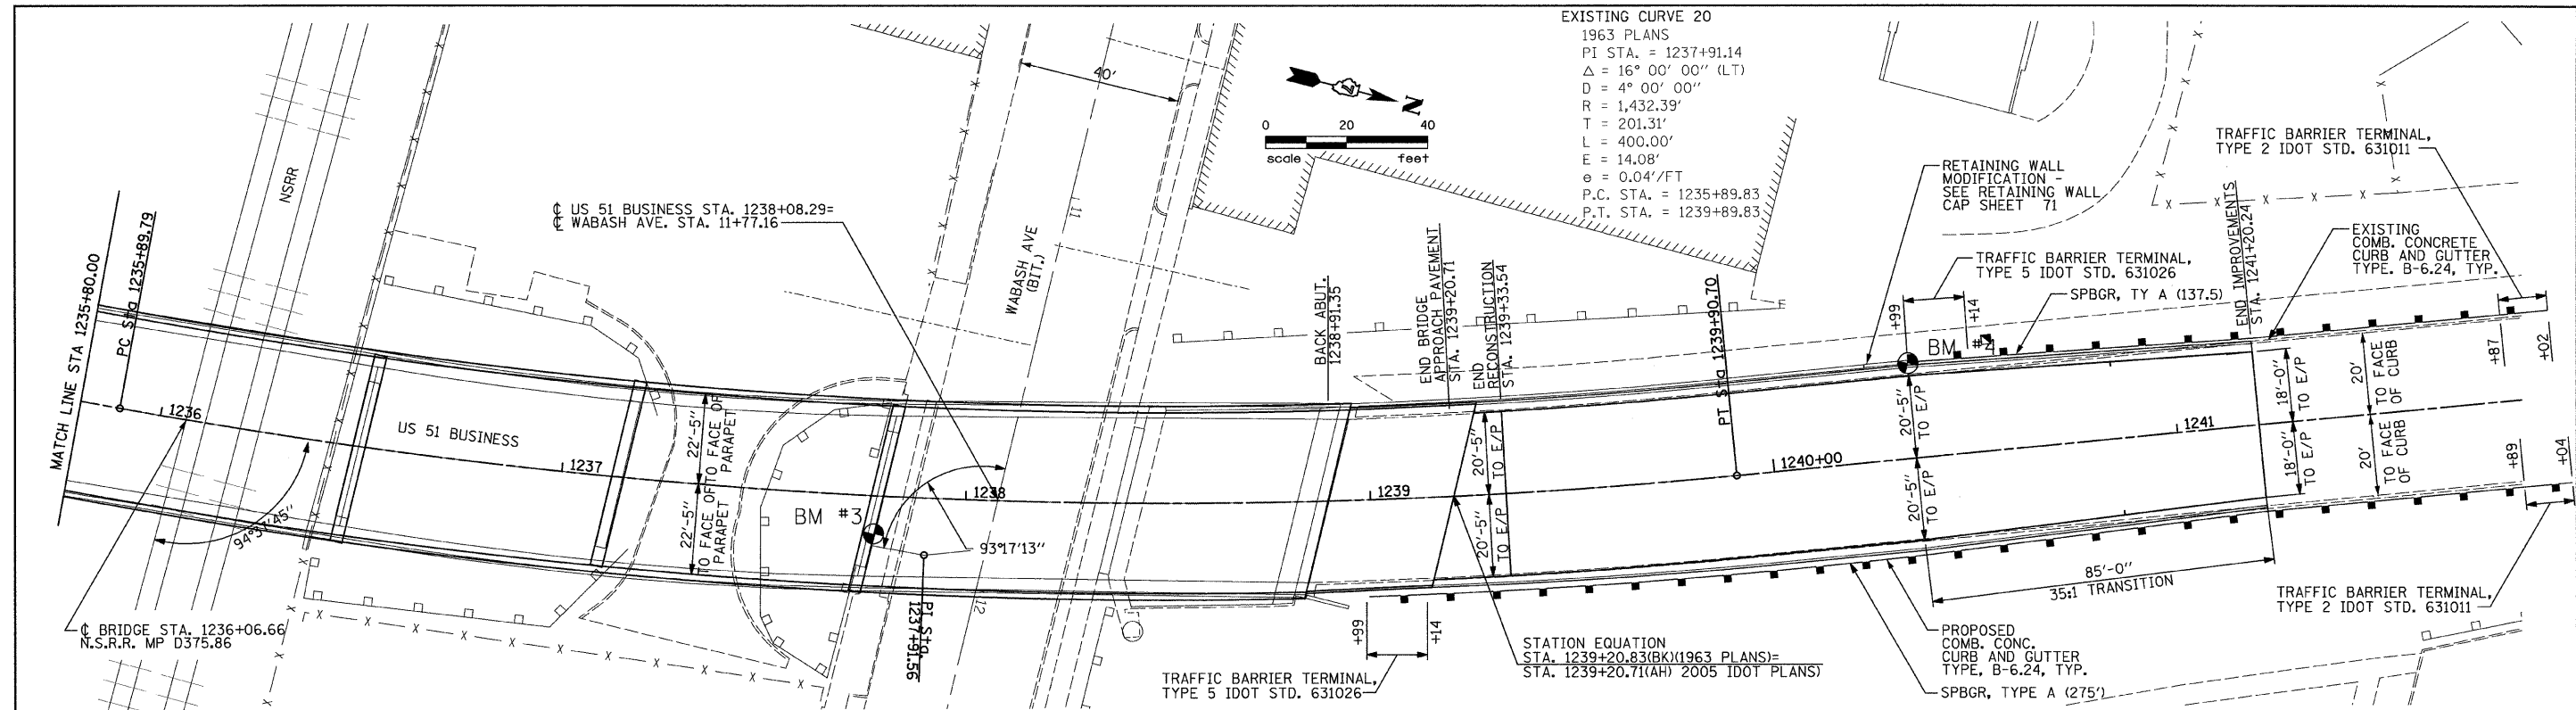 EXISTING CURVE 20
1963 PLANS
PI STA. = 1237+91.14
Δ = 16° 00' 00" (LT)
D = 4° 00' 00"
R = 1,432.39'
T = 201.31'
L = 400.00'
E = 14.08'
e = 0.04'/FT
P.C. STA. = 1235+89.83
P.T. STA. = 1239+89.83
N
0 20 40
scale feet
40'
NSRR
MATCH LINE STA 1235+80.00
PC Sta 1235+89.79
℄ US 51 BUSINESS STA. 1238+08.29=
℄ WABASH AVE. STA. 11+77.16
11
WABASH AVE
(BIT.)
BACK ABUT.
1238+91.35
END BRIDGE
APPROACH PAVEMENT
STA. 1239+20.71
END
RECONSTRUCTION
STA. 1239+33.54
PT Sta 1239+90.70
RETAINING WALL
MODIFICATION -
SEE RETAINING WALL
CAP SHEET 71
TRAFFIC BARRIER TERMINAL,
TYPE 5 IDOT STD. 631026
SPBGR, TY A (137.5)
+99
+14
BM #4
END IMPROVEMENTS
STA. 1241+20.24
TRAFFIC BARRIER TERMINAL,
TYPE 2 IDOT STD. 631011
EXISTING
COMB. CONCRETE
CURB AND GUTTER
TYPE. B-6.24, TYP.
+87
+02
1236
US 51 BUSINESS
1237
1238
1239
1240+00
1241
22'-5"
TO FACE OF
PARAPET
22'-5"
TO FACE OF
PARAPET
20'-5"
TO E/P
20'-5"
TO E/P
20'-5"
TO E/P
20'-5"
TO E/P
18'-0"
TO E/P
18'-0"
TO E/P
20'
TO FACE
OF CURB
20'
TO FACE
OF CURB
+89
+04
94°37'45"
BM #3
93°17'13"
PI Sta
1237+91.56
12
℄ BRIDGE STA. 1236+06.66
N.S.R.R. MP D375.86
+99
+14
TRAFFIC BARRIER TERMINAL,
TYPE 5 IDOT STD. 631026
STATION EQUATION
STA. 1239+20.83(BK)(1963 PLANS)=
STA. 1239+20.71(AH) 2005 IDOT PLANS)
85'-0"
35:1 TRANSITION
PROPOSED
COMB. CONC.
CURB AND GUTTER
TYPE, B-6.24, TYP.
SPBGR, TYPE A (275')
TRAFFIC BARRIER TERMINAL,
TYPE 2 IDOT STD. 631011